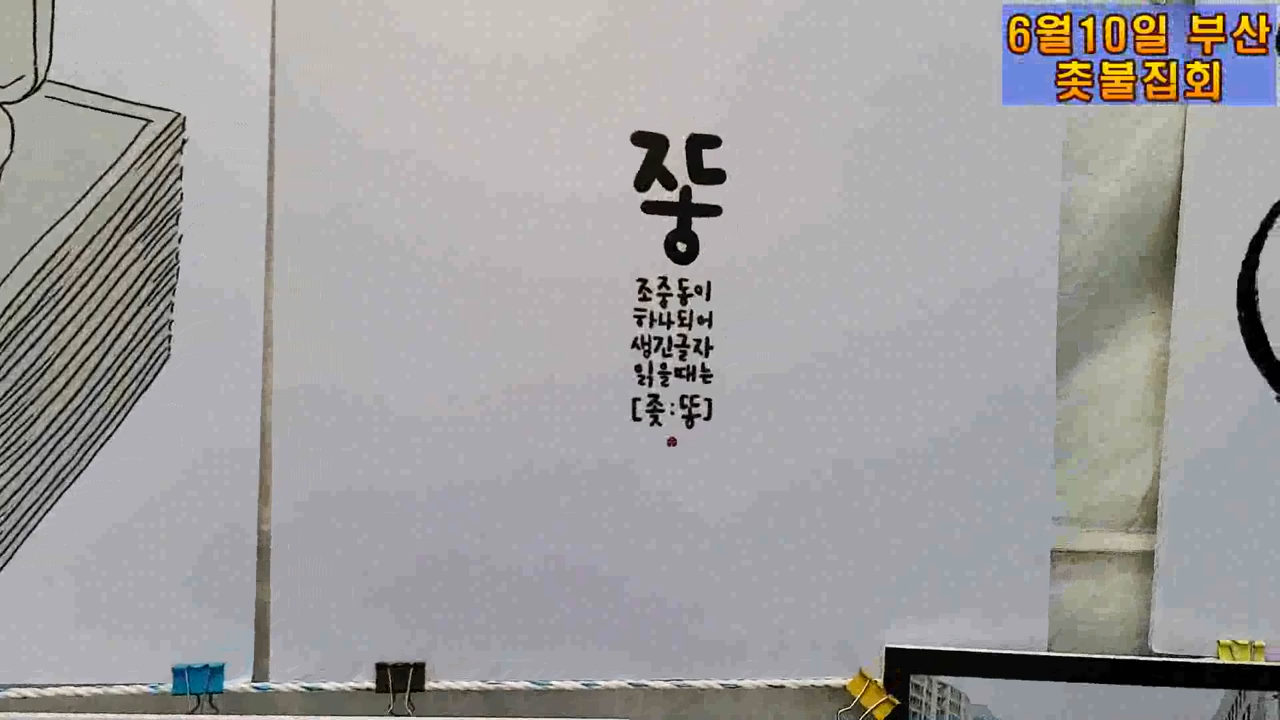 6월10일 부산
촛불집회
조중동이
하나되어
생긴글자
읽을때는
[좆:똥]